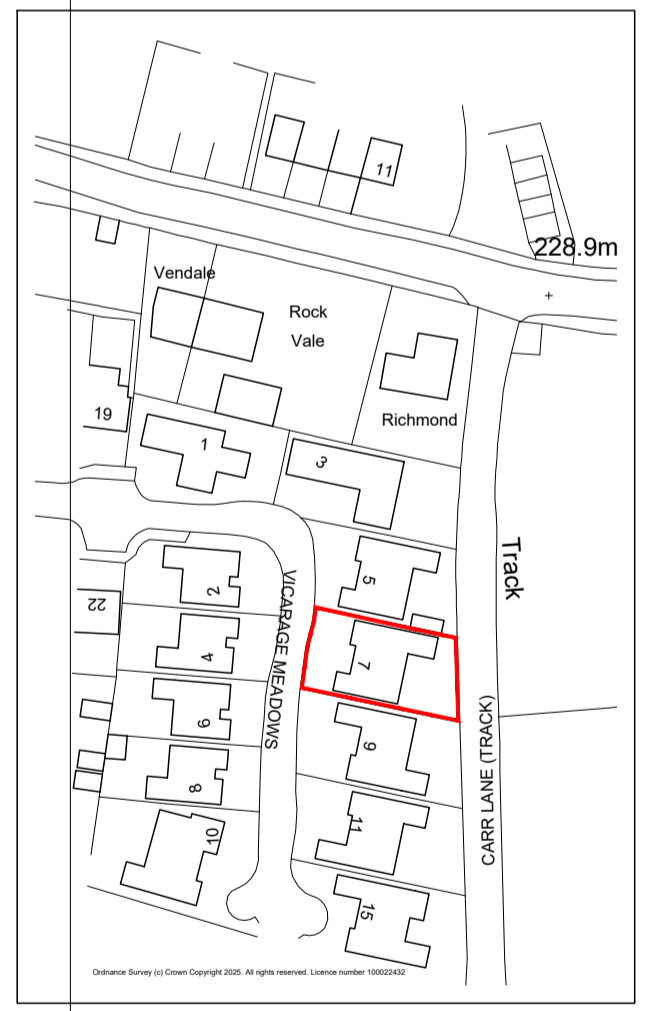 11
228.9m
Vendale
Rock
Vale
Richmond
19
1
3
5
2
22
4
7
6
9
8
10
11
15
VICARAGE MEADOWS
Track
CARR LANE (TRACK)
Ordnance Survey (c) Crown Copyright 2025. All rights reserved. Licence number 100022432